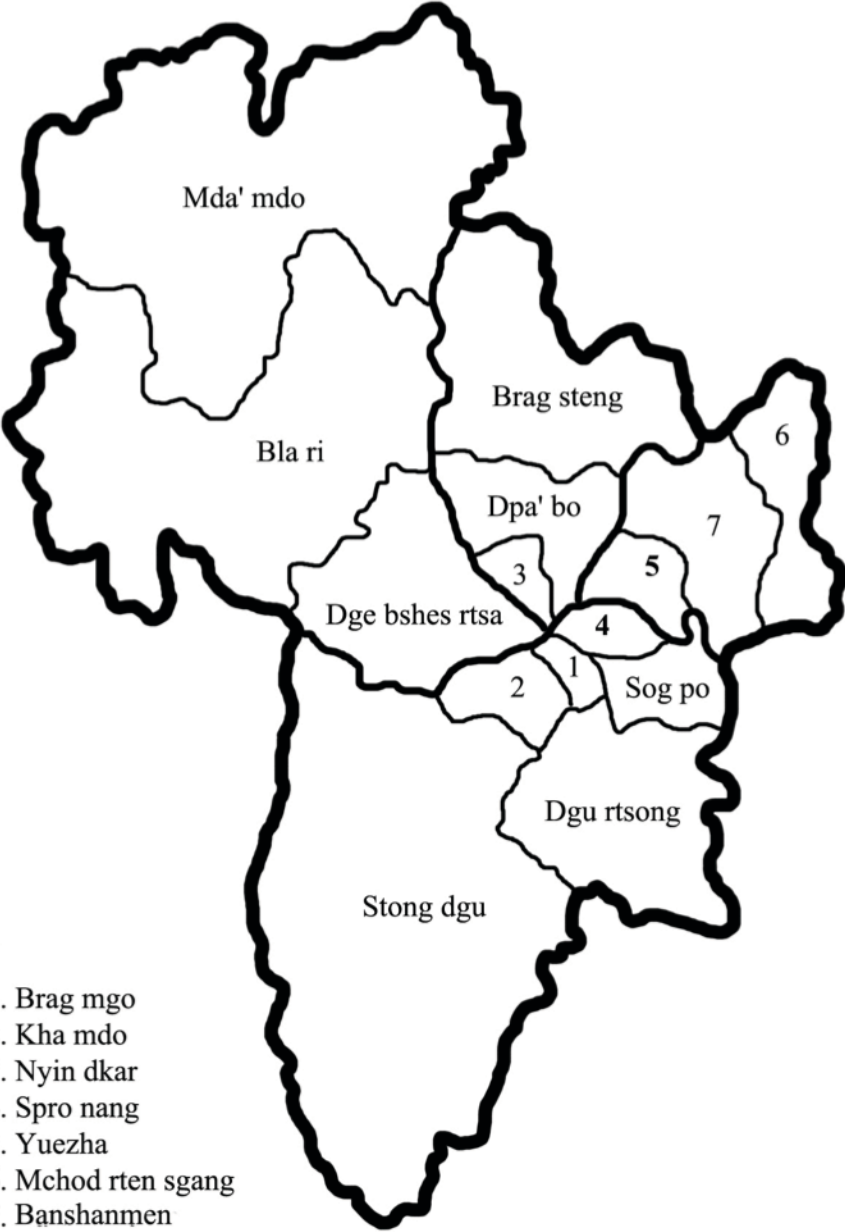 Mda' mdo
Brag steng
6
Bla ri
Dpa' bo
7
5
3
Dge bshes rtsa
4
1
2
Sog po
Dgu rtsong
Stong dgu
. Brag mgo
. Kha mdo
. Nyin dkar
. Spro nang
. Yuezha
. Mchod rten sgang
. Banshanmen